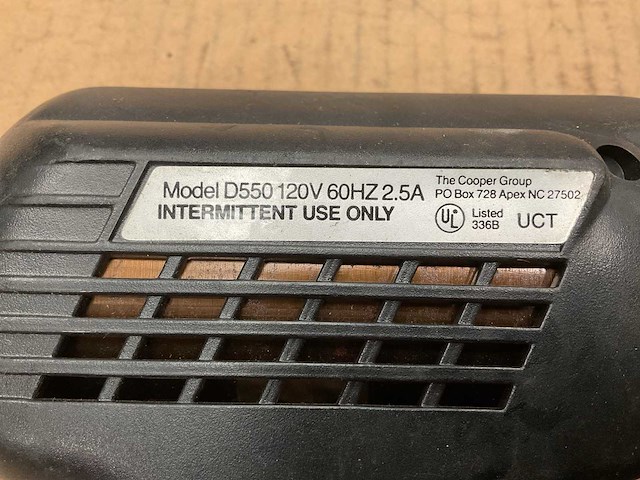 Model D550 120V 60HZ 2.5A
INTERMITTENT USE ONLY
The Cooper Group
PO Box 728 Apex NC 27502
UL Listed
336B
UCT